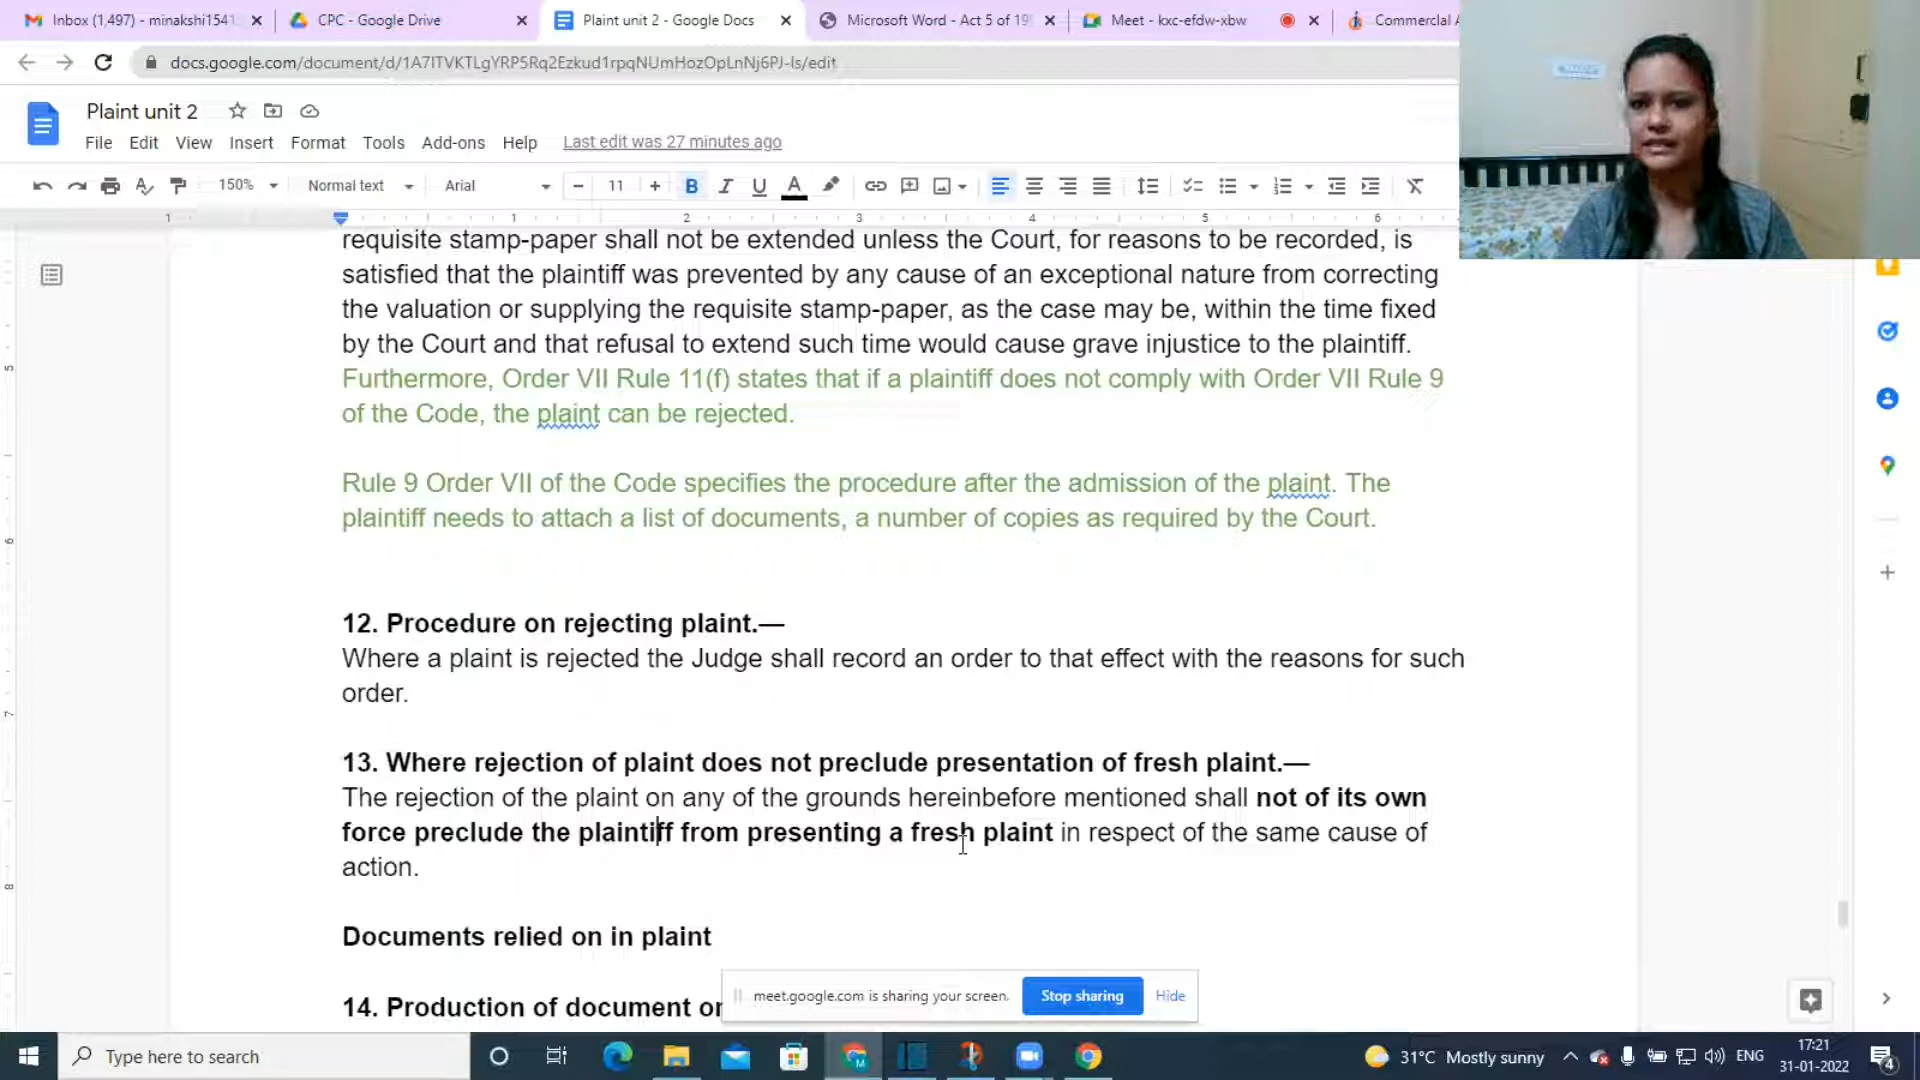 Inbox (1,497) - minakshi1541
CPC - Google Drive
Plaint unit 2 - Google Docs
Microsoft Word - Act 5 of 19
Meet - kxc-efdw-xbw
Commercial A
docs.google.com/document/d/1A7ITVKTLgYRP5Rq2Ezkud1rpqNUmHozOpLnNj6PJ-Is/edit
Plaint unit 2
File Edit View Insert Format Tools Add-ons Help Last edit was 27 minutes ago
150% Normal text Arial 11
1 1 2 3 4 5 6
requisite stamp-paper shall not be extended unless the Court, for reasons to be recorded, is
satisfied that the plaintiff was prevented by any cause of an exceptional nature from correcting
the valuation or supplying the requisite stamp-paper, as the case may be, within the time fixed
by the Court and that refusal to extend such time would cause grave injustice to the plaintiff.
Furthermore, Order VII Rule 11(f) states that if a plaintiff does not comply with Order VII Rule 9
of the Code, the plaint can be rejected.
Rule 9 Order VII of the Code specifies the procedure after the admission of the plaint. The
plaintiff needs to attach a list of documents, a number of copies as required by the Court.
12. Procedure on rejecting plaint.—
Where a plaint is rejected the Judge shall record an order to that effect with the reasons for such
order.
13. Where rejection of plaint does not preclude presentation of fresh plaint.—
The rejection of the plaint on any of the grounds hereinbefore mentioned shall not of its own
force preclude the plaintiff from presenting a fresh plaint in respect of the same cause of
action.
Documents relied on in plaint
14. Production of document on
meet.google.com is sharing your screen. Stop sharing Hide
Type here to search
31°C Mostly sunny
ENG
17:21
31-01-2022
4